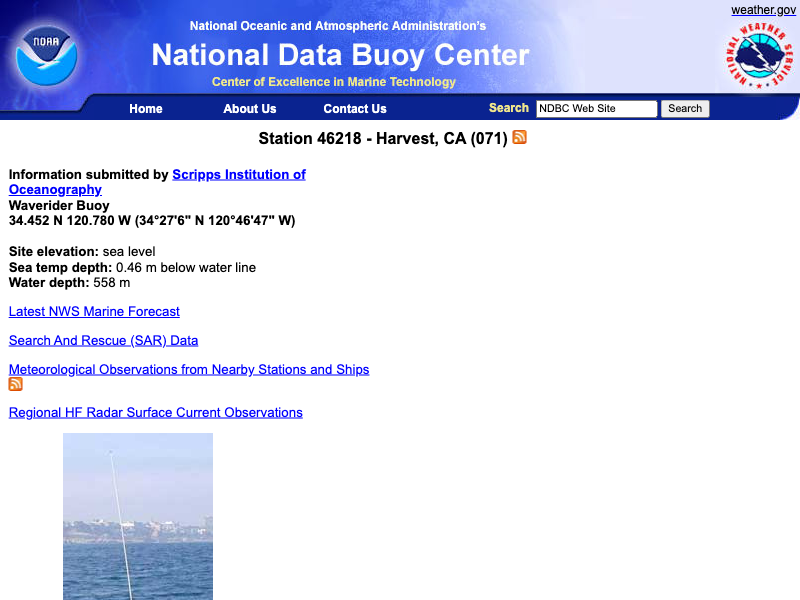 weather.gov
National Oceanic and Atmospheric Administration's
National Data Buoy Center
Center of Excellence in Marine Technology
NOAA
NATIONAL WEATHER SERVICE
Home About Us Contact Us Search NDBC Web Site Search
Station 46218 - Harvest, CA (071)
Information submitted by Scripps Institution of
Oceanography
Waverider Buoy
34.452 N 120.780 W (34°27'6" N 120°46'47" W)
Site elevation: sea level
Sea temp depth: 0.46 m below water line
Water depth: 558 m
Latest NWS Marine Forecast
Search And Rescue (SAR) Data
Meteorological Observations from Nearby Stations and Ships
Regional HF Radar Surface Current Observations